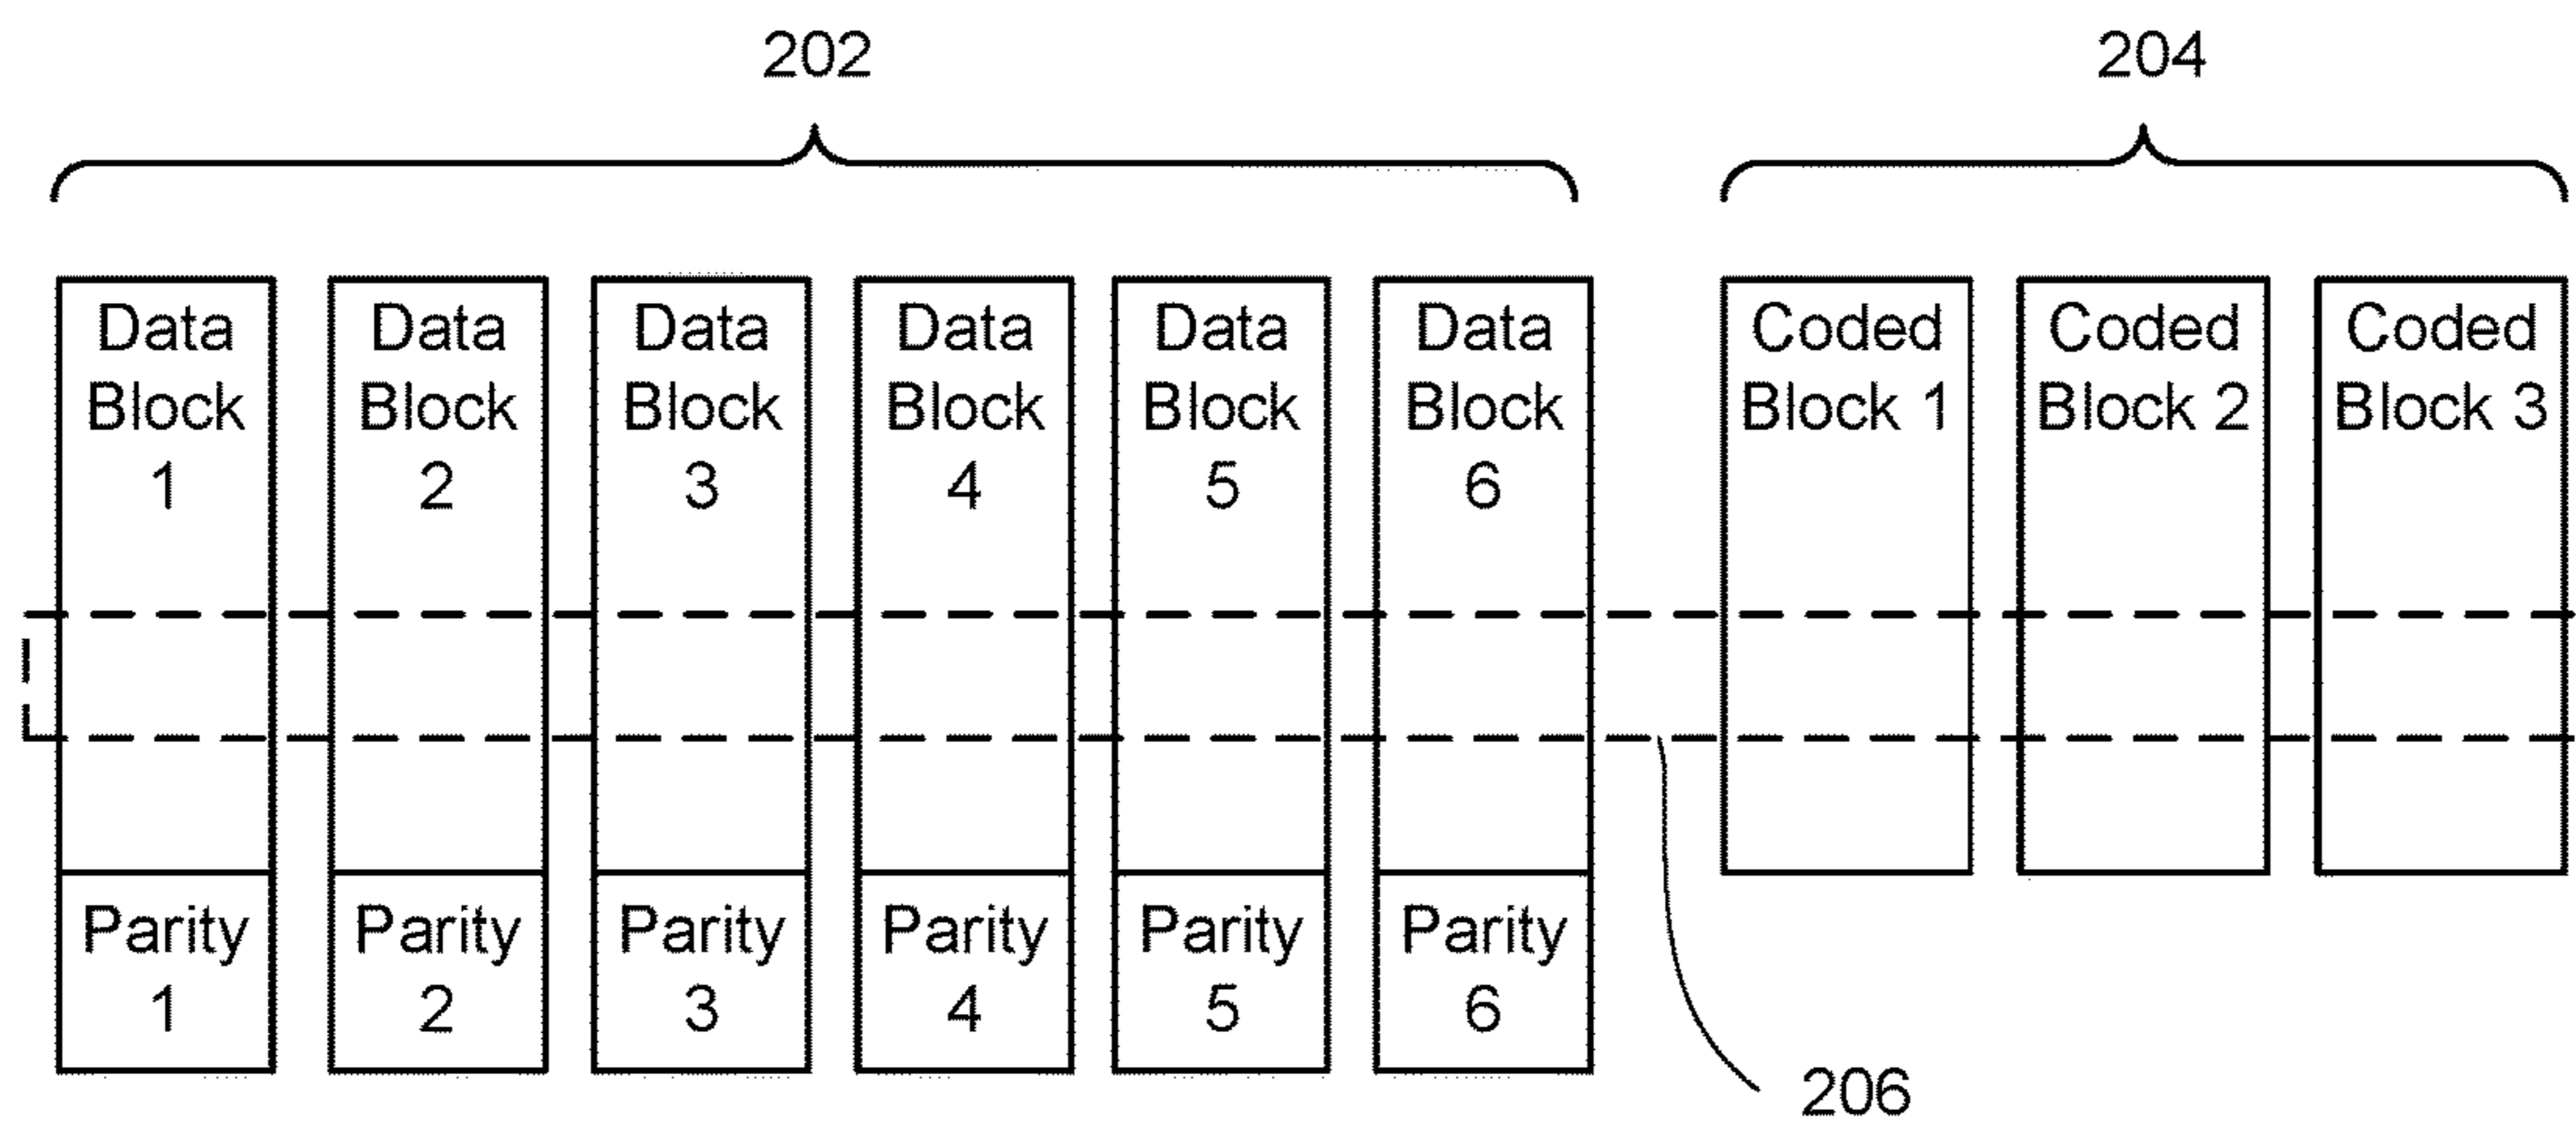 202
204
Data
Block
1
Data
Block
2
Data
Block
3
Data
Block
4
Data
Block
5
Data
Block
6
Coded
Block 1
Coded
Block 2
Coded
Block 3
Parity
1
Parity
2
Parity
3
Parity
4
Parity
5
Parity
6
206